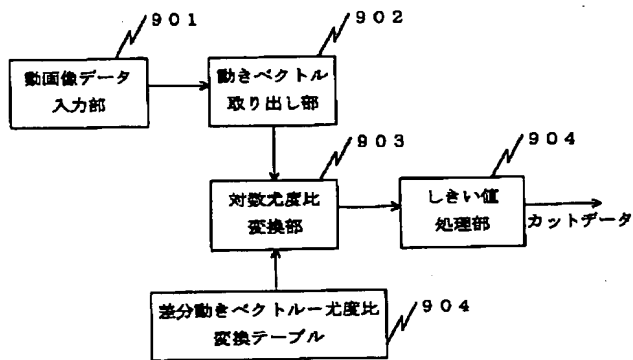 901
902
動画像データ
入力部
動きベクトル
取り出し部
903
904
対数尤度比
変換部
しきい値
処理部
カットデータ
差分動きベクトルー尤度比
変換テーブル
904